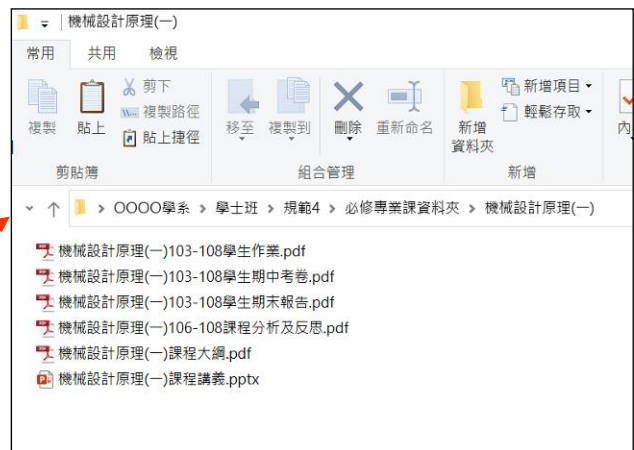 機械設計原理(一)
常用 共用 檢視
複製 貼上 剪下 複製路徑 貼上捷徑 移至 複製到 刪除 重新命名 新增資料夾 新增項目 輕鬆存取 內
剪貼簿 組合管理 新增
OOOO學系 > 學士班 > 規範4 > 必修專業課資料夾 > 機械設計原理(一)
機械設計原理(一)103-108學生作業.pdf
機械設計原理(一)103-108學生期中考卷.pdf
機械設計原理(一)103-108學生期末報告.pdf
機械設計原理(一)106-108課程分析及反思.pdf
機械設計原理(一)課程大綱.pdf
機械設計原理(一)課程講義.pptx